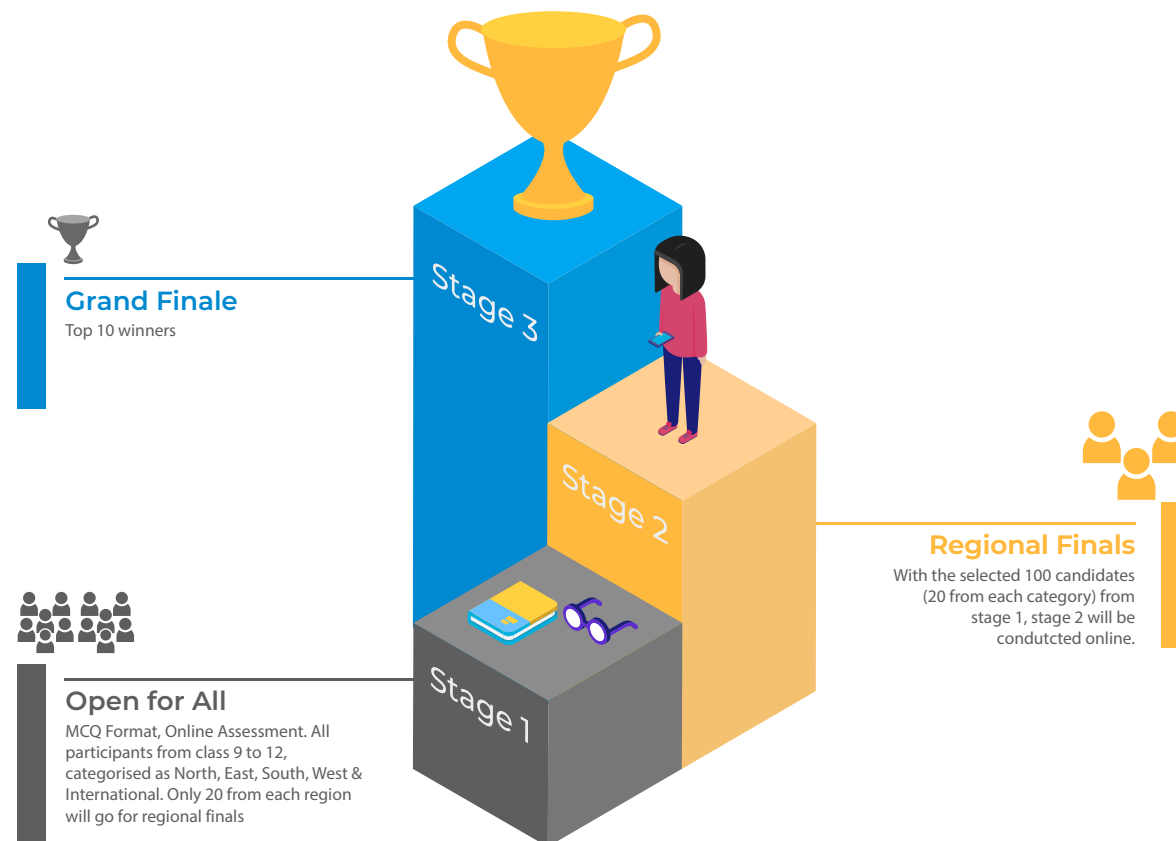 Stage 3
Grand Finale
Top 10 winners
Stage 2
Regional Finals
With the selected 100 candidates
(20 from each category) from
stage 1, stage 2 will be
condutcted online.
Stage 1
Open for All
MCQ Format, Online Assessment. All
participants from class 9 to 12,
categorised as North, East, South, West &
International. Only 20 from each region
will go for regional finals